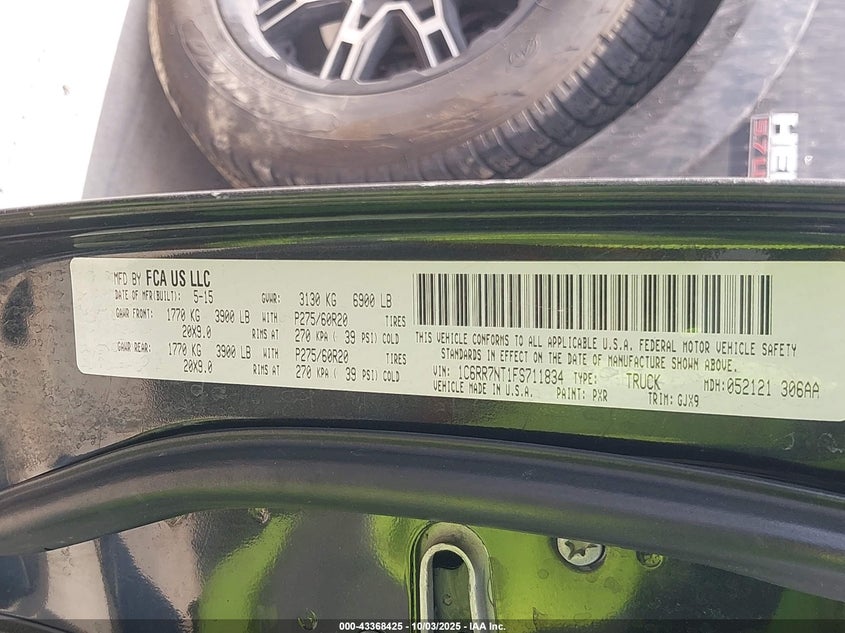 HE
MFD BY FCA US LLC
DATE OF MFR(BUILT): 5-15 GVWR: 3130 KG 6900 LB
GAWR FRONT: 1770 KG 3900 LB WITH P275/60R20 TIRES
20X9.0 RIMS AT 270 KPA ( 39 PSI) COLD
GAWR REAR: 1770 KG 3900 LB WITH P275/60R20 TIRES
20X9.0 RIMS AT 270 KPA ( 39 PSI) COLD
THIS VEHICLE CONFORMS TO ALL APPLICABLE U.S.A. FEDERAL MOTOR VEHICLE SAFETY
STANDARDS IN EFFECT ON THE DATE OF MANUFACTURE SHOWN ABOVE.
VIN: 1C6RR7NT1FS711834 TYPE: TRUCK MDH: 052121 306AA
VEHICLE MADE IN U.S.A. PAINT: PXR TRIM: GJX9
000-43368425 - 10/03/2025 - IAA Inc.